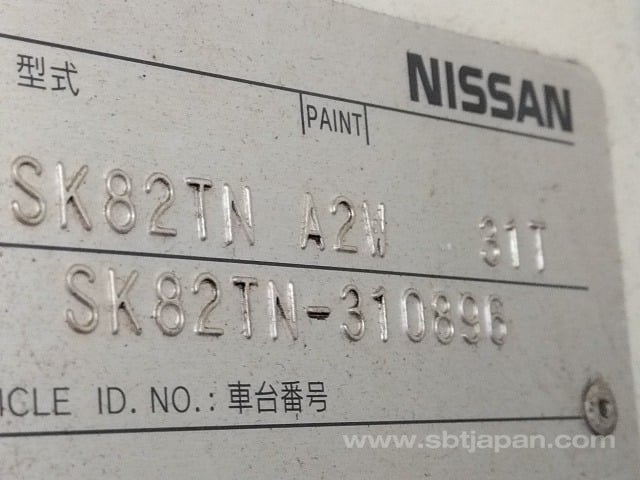 NISSAN
型式
PAINT
SK82TN A2W 31T
SK82TN-310896
ICLE ID. NO.: 車台番号
www.sbtjapan.com